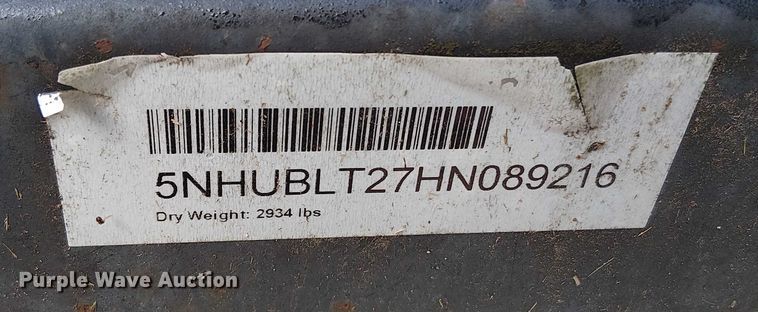 5NHUBLT27HN089216
Dry Weight: 2934 lbs
Purple Wave Auction